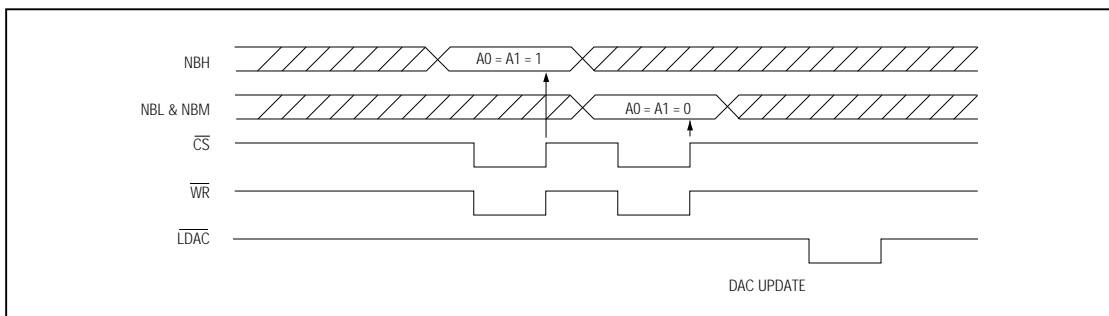 NBH
A0 = A1 = 1
NBL & NBM
A0 = A1 = 0
CS
WR
LDAC
DAC UPDATE